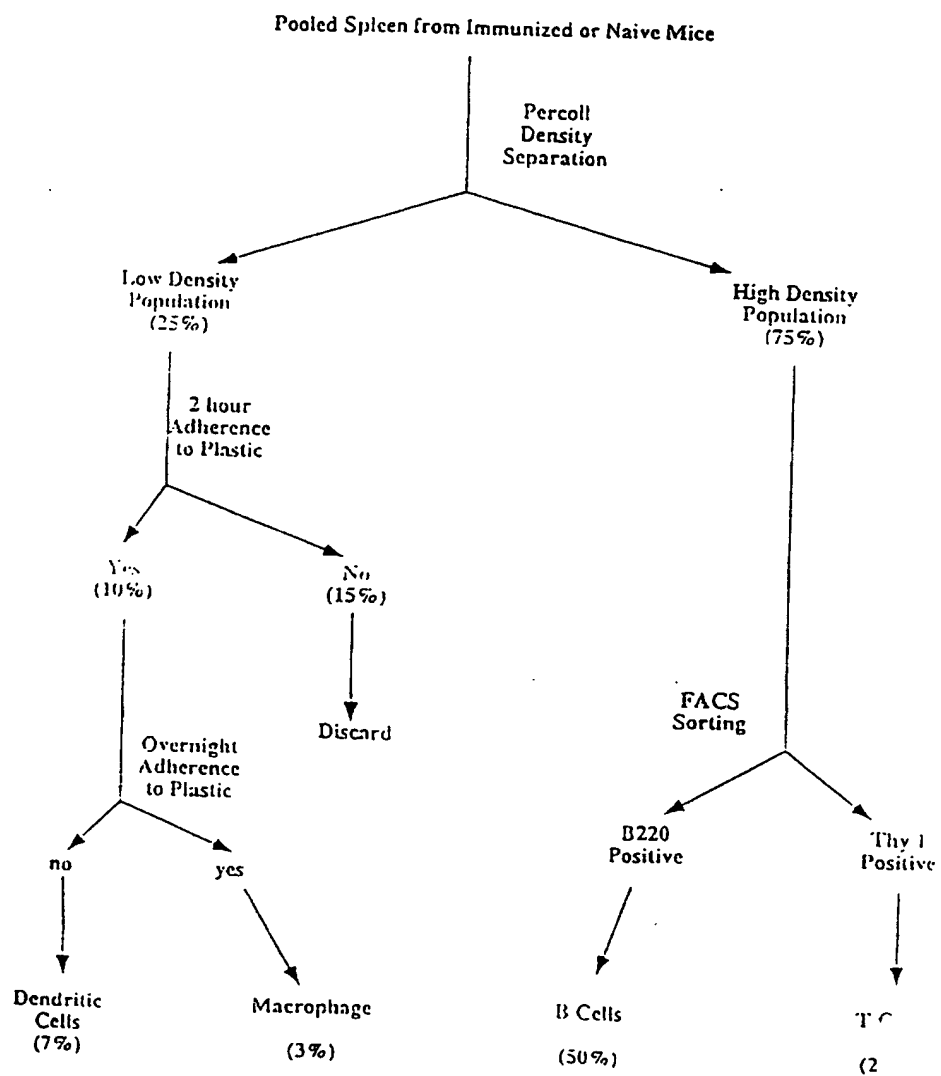 Pooled Spleen from Immunized or Naive Mice
Percoll
Density
Separation
Low Density
Population
(25%)
High Density
Population
(75%)
2 hour
Adherence
to Plastic
Yes
(10%)
No
(15%)
Discard
FACS
Sorting
Overnight
Adherence
to Plastic
no
yes
B220
Positive
Thy 1
Positive
Dendritic
Cells
(7%)
Macrophage
(3%)
B Cells
(50%)
T C
(2